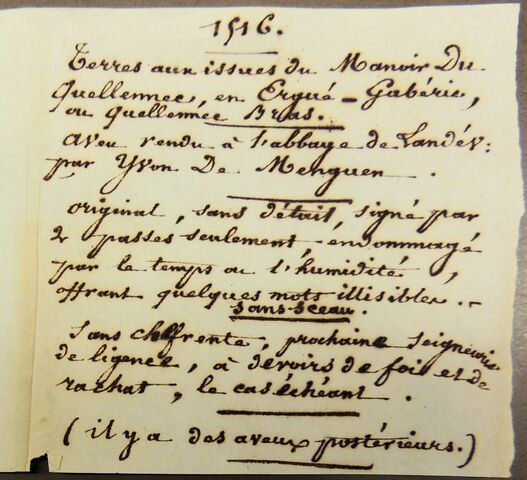 1516.
Terres aux issues du Manoir Du
Quellennec, en Ergué-Gabéric,
ou quellennec Bras.
aveu rendu à l'abbaye de Landév:
par Yvon De Menguen.
original, sans détail, signé par
2 passes seulement, endommagé
par le temps ou l'humidité,
offrant quelques mots illisibles.-
sans sceau.
Sans cheffrente, prochaine seigneurie
de ligence, à devoirs de foi et de
rachat, le cas échéant.
(il y a des aveux postérieurs.)